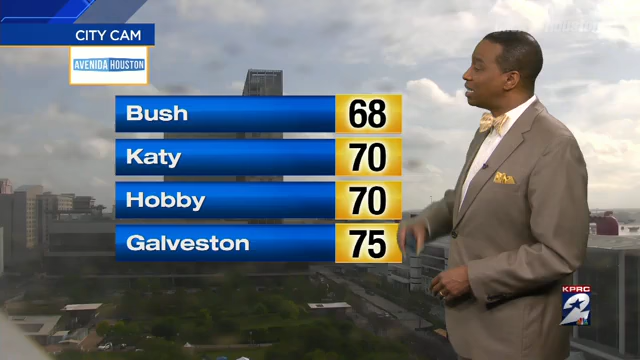 CITY CAM
AVENIDA HOUSTON
Bush 68
Katy 70
Hobby 70
Galveston 75
KPRC
2